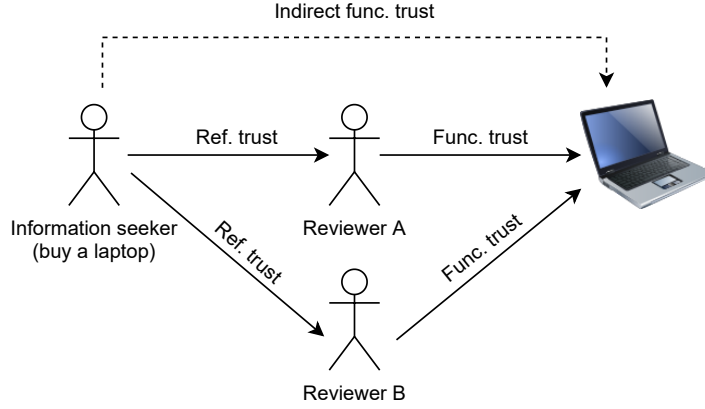 Indirect func. trust
Ref. trust
Func. trust
Information seeker
(buy a laptop)
Reviewer A
Ref. trust
Func. trust
Reviewer B